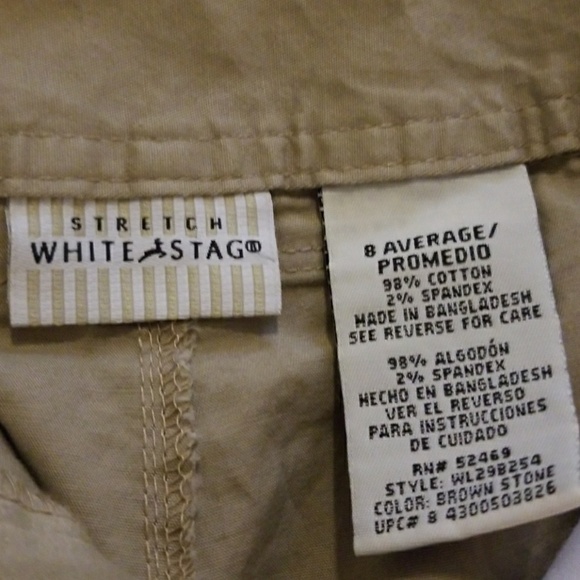 STRETCH
WHITE STAG®
8 AVERAGE/
PROMEDIO
98% COTTON
2% SPANDEX
MADE IN BANGLADESH
SEE REVERSE FOR CARE
98% ALGODÓN
2% SPANDEX
HECHO EN BANGLADESH
VER EL REVERSO
PARA INSTRUCCIONES
DE CUIDADO
RN# 52469
STYLE: WL29B254
COLOR: BROWN STONE
UPC# 8 4300503826